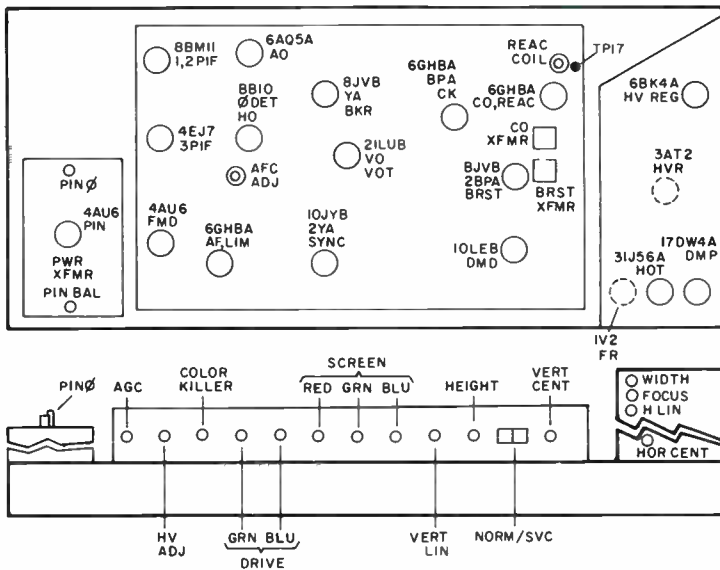 8BM11
1,2PIF
6AQ5A
AO
8B10
ØDET
HO
8JV8
YA
BKR
6GH8A
BPA
CK
REAC
COIL
TP17
6GH8A
CO,REAC
6BK4A
HV REG
4EJ7
3PIF
AFC
ADJ
21LU8
VO
VOT
CO
XFMR
8JV8
2BPA
BRST
BRST
XFMR
3AT2
HVR
PINØ
4AU6
PIN
PWR
XFMR
PIN BAL
4AU6
FMD
6GH8A
AF,LIM
10JY8
2YA
SYNC
10LE8
DMD
31JS6A
HOT
17DW4A
DMP
1V2
FR
PINØ
AGC
COLOR
KILLER
SCREEN
RED GRN BLU
HEIGHT
VERT
CENT
WIDTH
FOCUS
H LIN
HOR CENT
HV
ADJ
GRN BLU
DRIVE
VERT
LIN
NORM/SVC